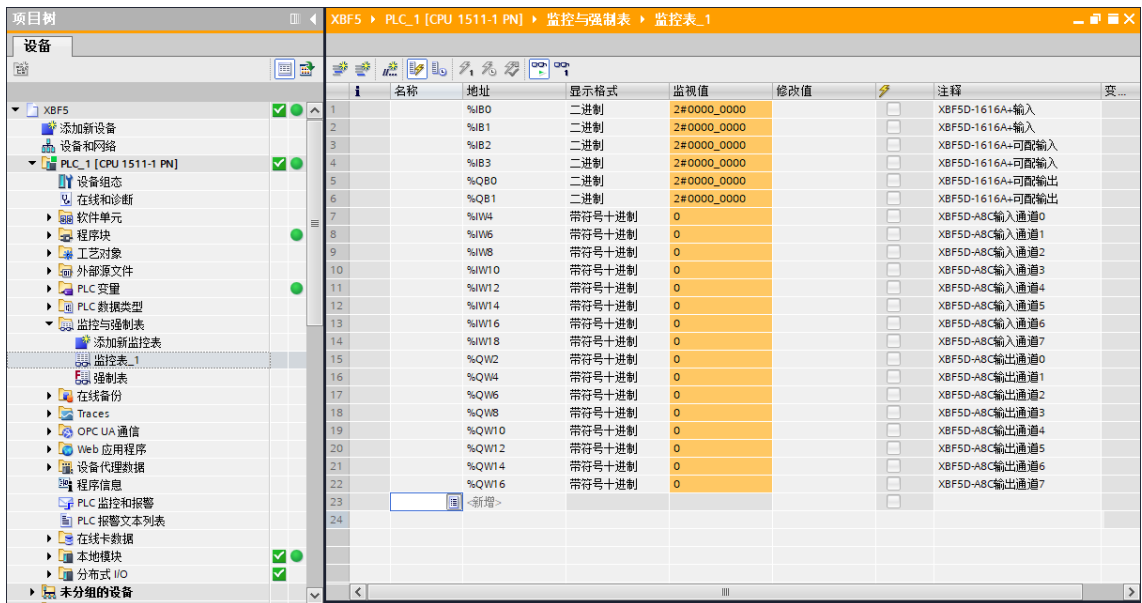 项目树
XBF5 PLC_1 [CPU 1511-1 PN] 监控与强制表 监控表_1
设备
i 名称 地址 显示格式 监视值 修改值 注释 变...
XBF5
添加新设备
设备和网络
PLC_1 [CPU 1511-1 PN]
设备组态
在线和诊断
软件单元
程序块
工艺对象
外部源文件
PLC 变量
PLC 数据类型
监控与强制表
添加新监控表
监控表_1
强制表
在线备份
Traces
OPC UA 通信
Web 应用程序
设备代理数据
程序信息
PLC 监控和报警
PLC 报警文本列表
在线卡数据
本地模块
分布式 I/O
未分组的设备
1 %IB0 二进制 2#0000_0000 XBF5D-1616A+输入
2 %IB1 二进制 2#0000_0000 XBF5D-1616A+输入
3 %IB2 二进制 2#0000_0000 XBF5D-1616A+可配输入
4 %IB3 二进制 2#0000_0000 XBF5D-1616A+可配输入
5 %QB0 二进制 2#0000_0000 XBF5D-1616A+可配输出
6 %QB1 二进制 2#0000_0000 XBF5D-1616A+可配输出
7 %IW4 带符号十进制 0 XBF5D-A8C输入通道0
8 %IW6 带符号十进制 0 XBF5D-A8C输入通道1
9 %IW8 带符号十进制 0 XBF5D-A8C输入通道2
10 %IW10 带符号十进制 0 XBF5D-A8C输入通道3
11 %IW12 带符号十进制 0 XBF5D-A8C输入通道4
12 %IW14 带符号十进制 0 XBF5D-A8C输入通道5
13 %IW16 带符号十进制 0 XBF5D-A8C输入通道6
14 %IW18 带符号十进制 0 XBF5D-A8C输入通道7
15 %QW2 带符号十进制 0 XBF5D-A8C输出通道0
16 %QW4 带符号十进制 0 XBF5D-A8C输出通道1
17 %QW6 带符号十进制 0 XBF5D-A8C输出通道2
18 %QW8 带符号十进制 0 XBF5D-A8C输出通道3
19 %QW10 带符号十进制 0 XBF5D-A8C输出通道4
20 %QW12 带符号十进制 0 XBF5D-A8C输出通道5
21 %QW14 带符号十进制 0 XBF5D-A8C输出通道6
22 %QW16 带符号十进制 0 XBF5D-A8C输出通道7
23 <新增>
24